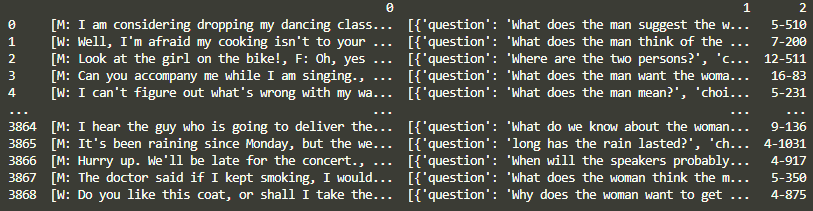 0 1 2
0 [M: I am considering dropping my dancing class... [{'question': 'What does the man suggest the w... 5-510
1 [W: Well, I'm afraid my cooking isn't to your ... [{'question': 'What does the man think of the ... 7-200
2 [M: Look at the girl on the bike!, F: Oh, yes ... [{'question': 'Where are the two persons?', 'c... 12-511
3 [M: Can you accompany me while I am singing., ... [{'question': 'What does the man want the woma... 16-83
4 [W: I can't figure out what's wrong with my wa... [{'question': 'What does the man mean?', 'choi... 5-231
... ... ... ...
3864 [M: I hear the guy who is going to deliver the... [{'question': 'What do we know about the woman... 9-136
3865 [M: It's been raining since Monday, but the we... [{'question': 'long has the rain lasted?', 'ch... 4-1031
3866 [M: Hurry up. We'll be late for the concert., ... [{'question': 'When will the speakers probably... 4-917
3867 [M: The doctor said if I kept smoking, I would... [{'question': 'What does the woman think the m... 5-350
3868 [W: Do you like this coat, or shall I take the... [{'question': 'Why does the woman want to get ... 4-875